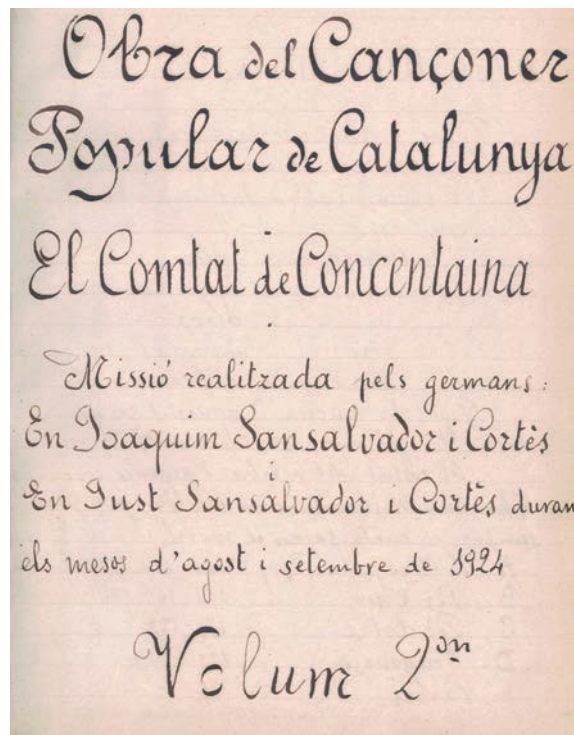 Obra del Cançoner
Popular de Catalunya
El Comtat de Concentaina
Missió realitzada pels germans:
En Joaquim Sansalvador i Cortès
i
En Just Sansalvador i Cortès duran
els mesos d'agost i setembre de 1924
Volum 2on